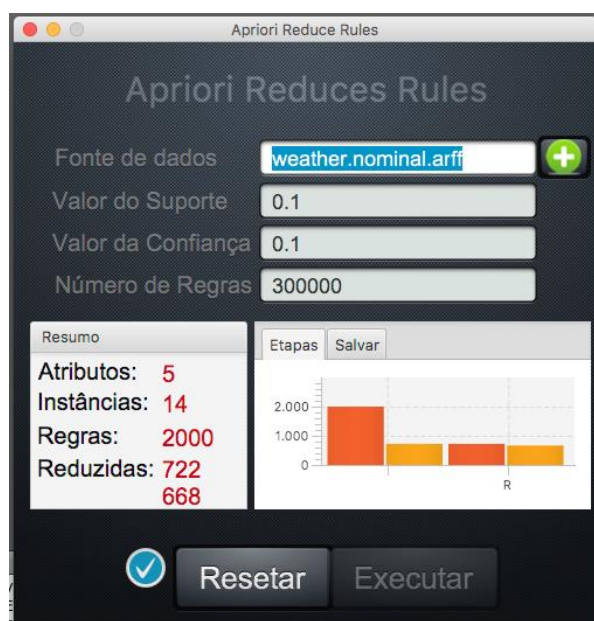 Apriori Reduce Rules
Apriori Reduces Rules
Fonte de dados weather.nominal.arff
Valor do Suporte 0.1
Valor da Confiança 0.1
Número de Regras 300000
Resumo
Atributos: 5
Instâncias: 14
Regras: 2000
Reduzidas: 722
668
Etapas Salvar
2.000
1.000
0
R
Resetar Executar